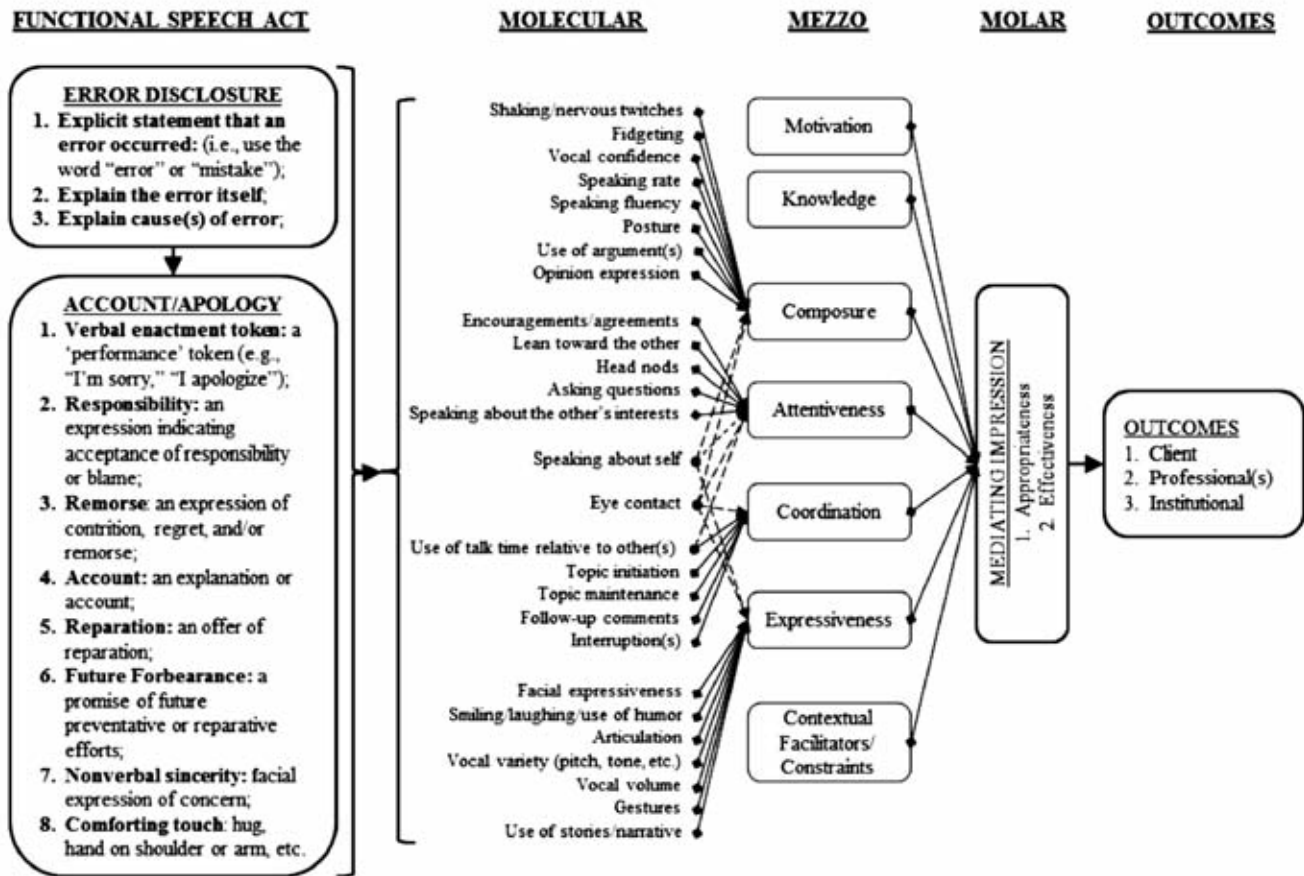 FUNCTIONAL SPEECH ACT
MOLECULAR
MEZZO
MOLAR
OUTCOMES
ERROR DISCLOSURE
1. Explicit statement that an
error occurred: (i.e., use the
word “error” or “mistake”);
2. Explain the error itself;
3. Explain cause(s) of error;
ACCOUNT/APOLOGY
1. Verbal enactment token: a
‘performance’ token (e.g.,
“I’m sorry,” “I apologize”);
2. Responsibility: an
expression indicating
acceptance of responsibility
or blame;
3. Remorse: an expression of
contrition, regret, and/or
remorse;
4. Account: an explanation or
account;
5. Reparation: an offer of
reparation;
6. Future Forbearance: a
promise of future
preventative or reparative
efforts;
7. Nonverbal sincerity: facial
expression of concern;
8. Comforting touch: hug,
hand on shoulder or arm, etc.
Shaking/nervous twitches
Fidgeting
Vocal confidence
Speaking rate
Speaking fluency
Posture
Use of argument(s)
Opinion expression
Encouragements/agreements
Lean toward the other
Head nods
Asking questions
Speaking about the other’s interests
Speaking about self
Eye contact
Use of talk time relative to other(s)
Topic initiation
Topic maintenance
Follow-up comments
Interruption(s)
Facial expressiveness
Smiling/laughing/use of humor
Articulation
Vocal variety (pitch, tone, etc.)
Vocal volume
Gestures
Use of stories/narrative
Motivation
Knowledge
Composure
Attentiveness
Coordination
Expressiveness
Contextual
Facilitators/
Constraints
MEDIATING IMPRESSION
1. Appropriateness
2. Effectiveness
OUTCOMES
1. Client
2. Professional(s)
3. Institutional